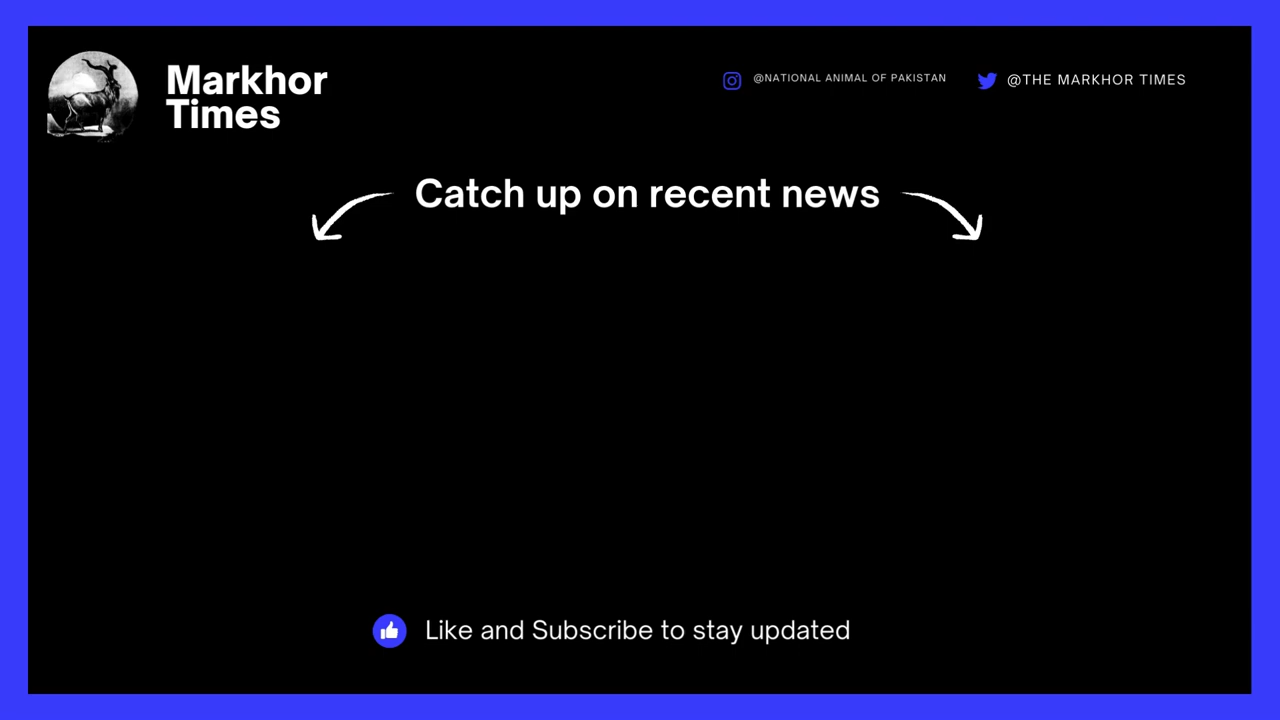 Markhor
Times
@NATIONAL ANIMAL OF PAKISTAN
@THE MARKHOR TIMES
Catch up on recent news
Like and Subscribe to stay updated